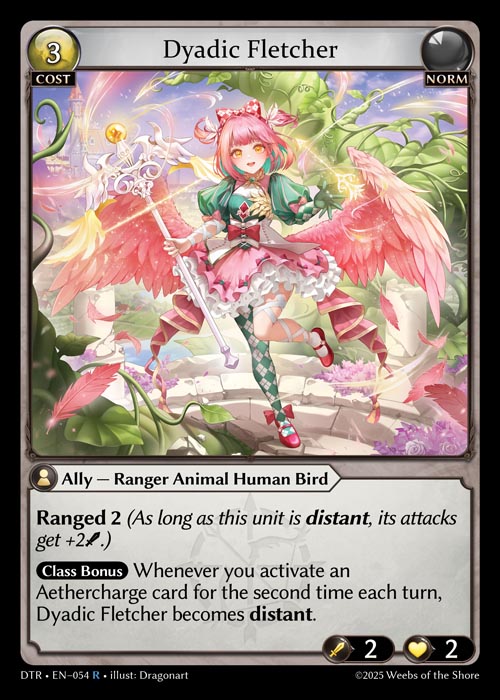 3
Dyadic Fletcher
COST
NORM
Ally — Ranger Animal Human Bird
Ranged 2 (As long as this unit is distant, its attacks
get +2.)
Class Bonus Whenever you activate an
Aethercharge card for the second time each turn,
Dyadic Fletcher becomes distant.
2 2
DTR • EN-054 R • illust: Dragonart ©2025 Weebs of the Shore